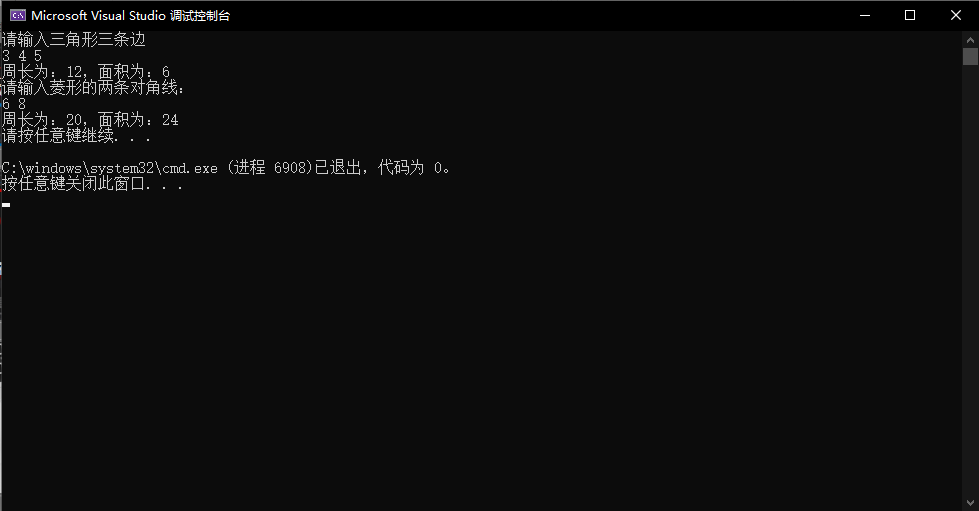 Microsoft Visual Studio 调试控制台
请输入三角形三条边
3 4 5
周长为：12，面积为：6
请输入菱形的两条对角线：
6 8
周长为：20，面积为：24
请按任意键继续. . .
C:\windows\system32\cmd.exe (进程 6908)已退出，代码为 0。
按任意键关闭此窗口. . .